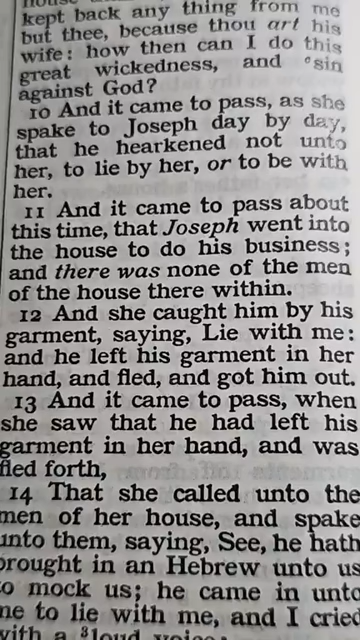 house
kept back any thing from me
but thee, because thou art his
wife: how then can I do this
great wickedness, and °sin
against God?
10 And it came to pass, as she
spake to Joseph day by day,
that he hearkened not unto
her, to lie by her, or to be with
her.
11 And it came to pass about
this time, that Joseph went into
the house to do his business;
and there was none of the men
of the house there within.
12 And she caught him by his
garment, saying, Lie with me:
and he left his garment in her
hand, and fled, and got him out.
13 And it came to pass, when
she saw that he had left his
garment in her hand, and was
fled forth,
14 That she called unto the
men of her house, and spake
unto them, saying, See, he hath
brought in an Hebrew unto us
to mock us; he came in unto
me to lie with me, and I cried
with a ³loud voice: